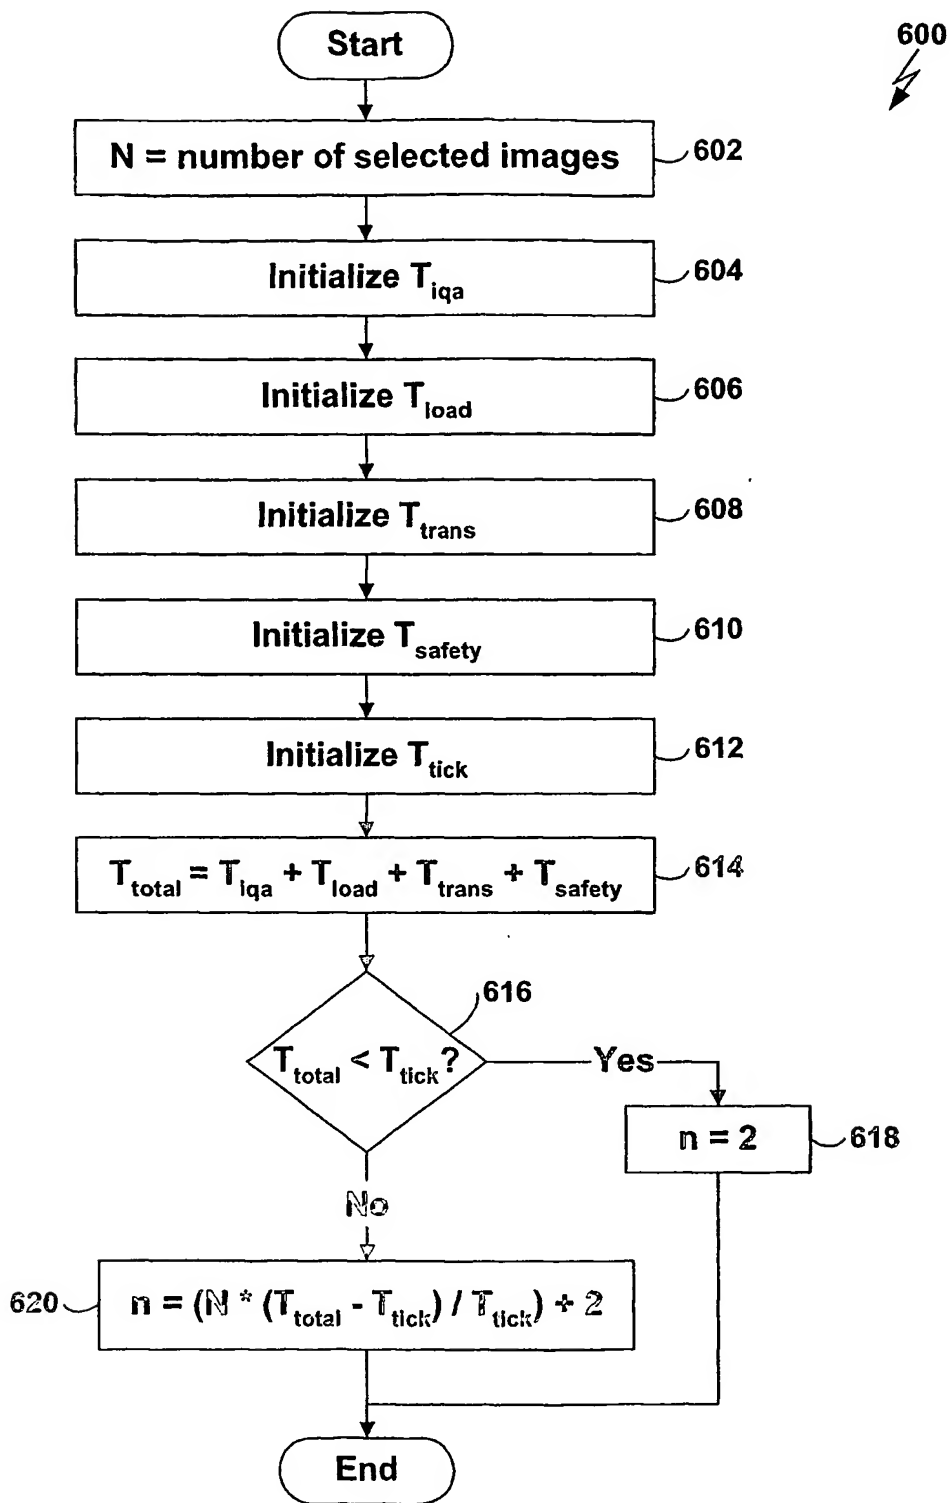 Start
600
N = number of selected images
602
Initialize T_iqa
604
Initialize T_load
606
Initialize T_trans
608
Initialize T_safety
610
Initialize T_tick
612
T_total = T_iqa + T_load + T_trans + T_safety
614
616
T_total < T_tick?
Yes
n = 2
618
No
620
n = (N * (T_total - T_tick) / T_tick) + 2
End